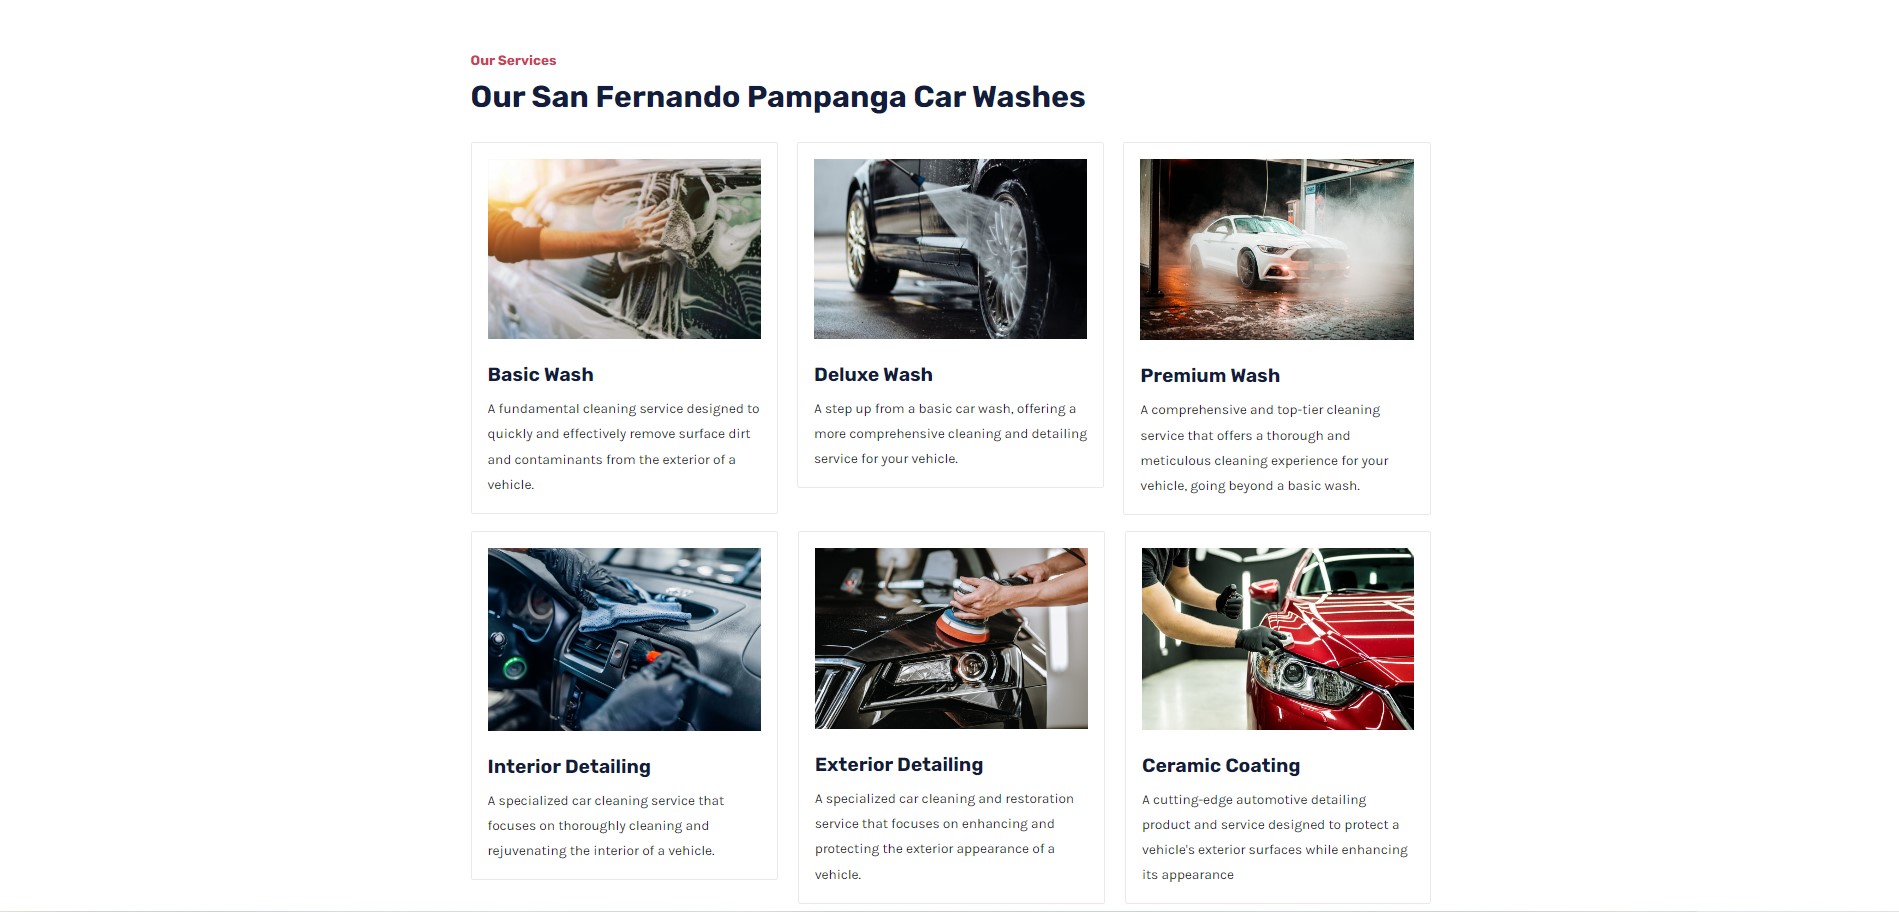 Our Services
Our San Fernando Pampanga Car Washes
Basic Wash
A fundamental cleaning service designed to
quickly and effectively remove surface dirt
and contaminants from the exterior of a
vehicle.
Deluxe Wash
A step up from a basic car wash, offering a
more comprehensive cleaning and detailing
service for your vehicle.
Premium Wash
A comprehensive and top-tier cleaning
service that offers a thorough and
meticulous cleaning experience for your
vehicle, going beyond a basic wash.
Interior Detailing
A specialized car cleaning service that
focuses on thoroughly cleaning and
rejuvenating the interior of a vehicle.
Exterior Detailing
A specialized car cleaning and restoration
service that focuses on enhancing and
protecting the exterior appearance of a
vehicle.
Ceramic Coating
A cutting-edge automotive detailing
product and service designed to protect a
vehicle's exterior surfaces while enhancing
its appearance